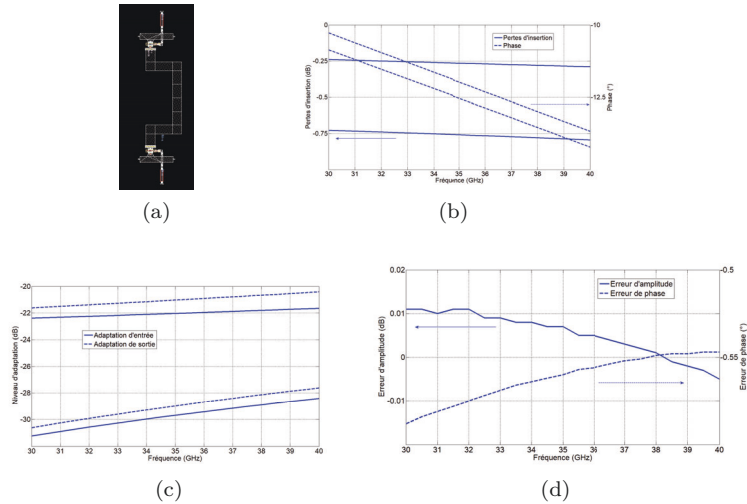 (a)
0
-0.25
-0.5
-0.75
-10
-12.5
30 31 32 33 34 35 36 37 38 39 40
Pertes d'insertion (dB)
Phase (°)
Fréquence (GHz)
Pertes d'insertion
Phase
(b)
-20
-22
-24
-26
-28
-30
30 31 32 33 34 35 36 37 38 39 40
Niveau d'adaptation (dB)
Fréquence (GHz)
Adaptation d'entrée
Adaptation de sortie
(c)
0.02
0.01
0
-0.01
-0.5
-0.55
30 31 32 33 34 35 36 37 38 39 40
Erreur d'amplitude (dB)
Erreur de phase (°)
Fréquence (GHz)
Erreur d'amplitude
Erreur de phase
(d)